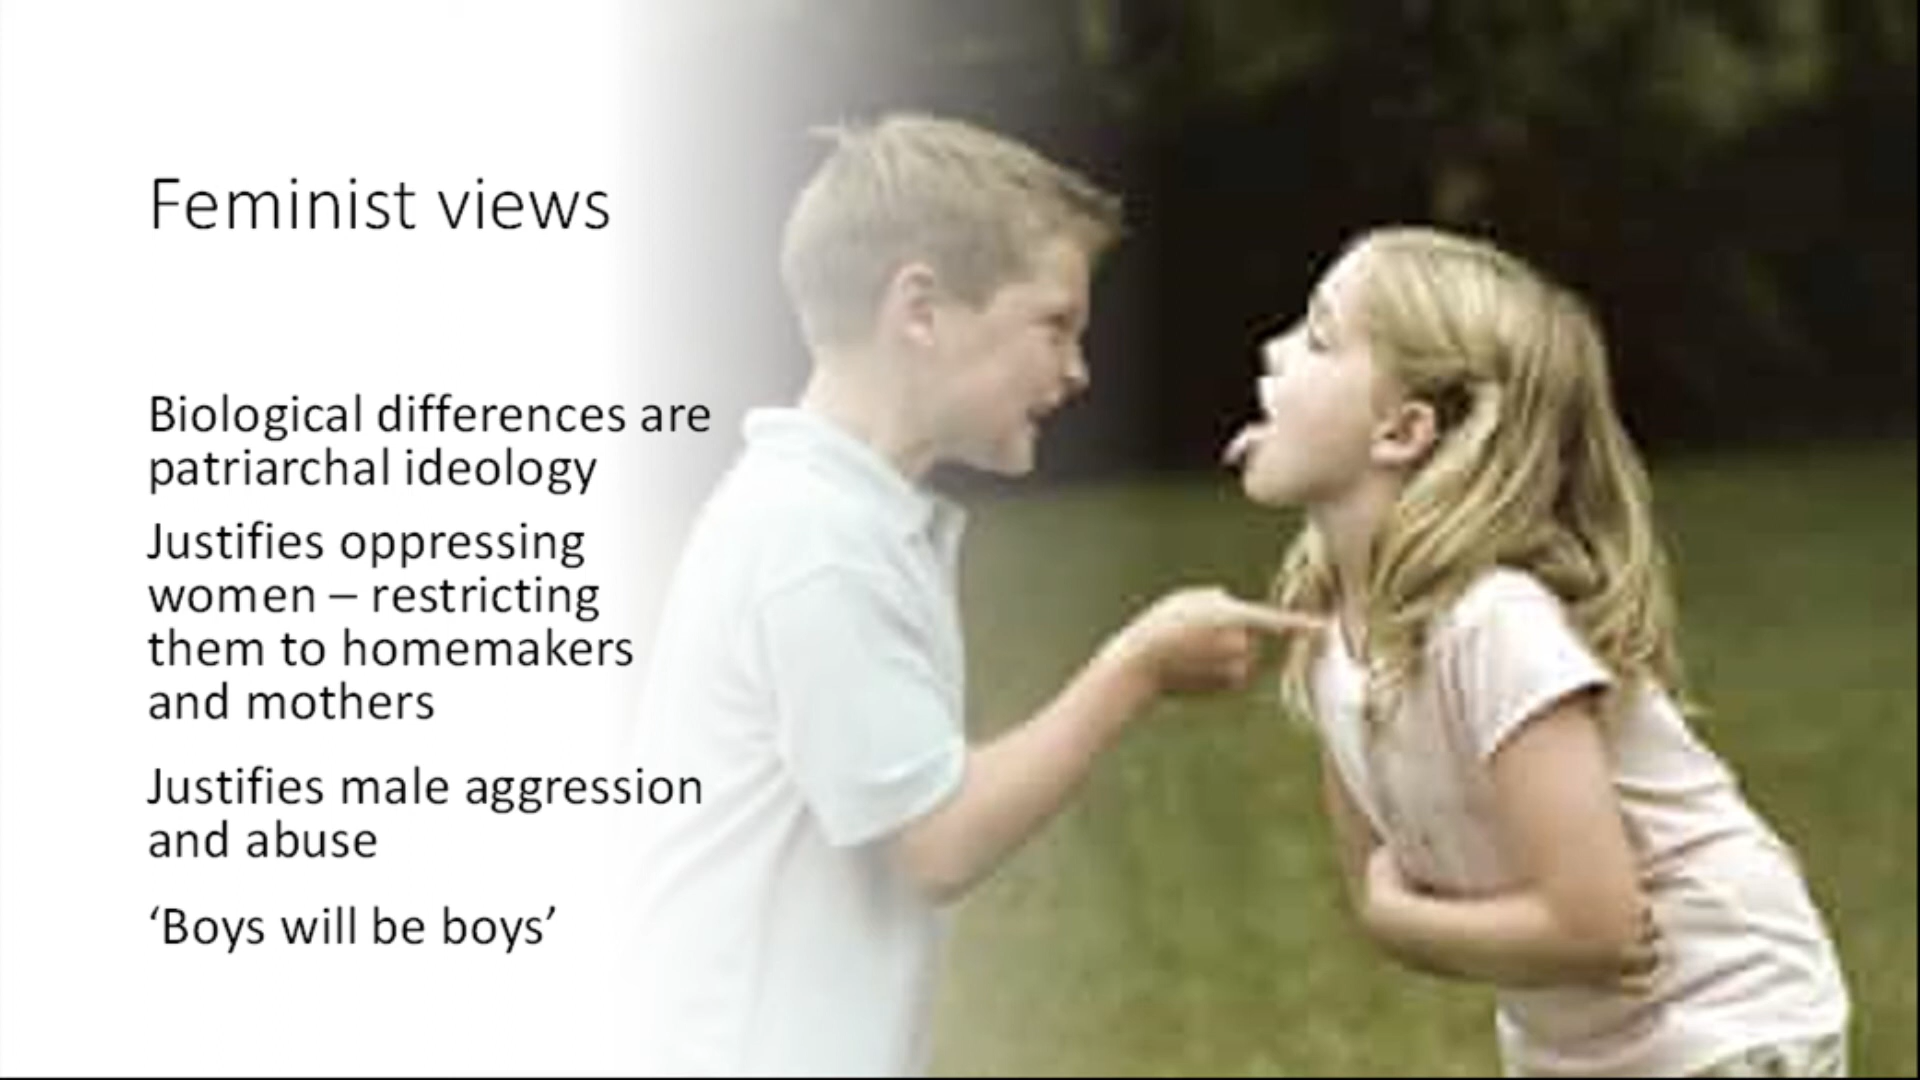 Feminist views
Biological differences are
patriarchal ideology
Justifies oppressing
women – restricting
them to homemakers
and mothers
Justifies male aggression
and abuse
‘Boys will be boys’